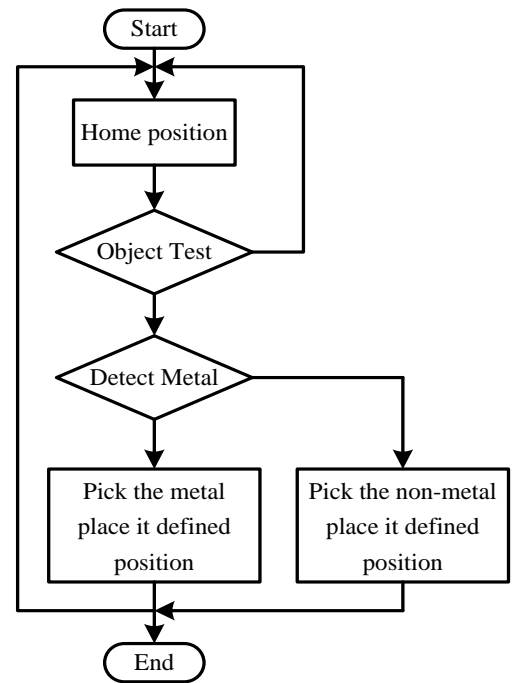 Start
Home position
Object Test
Detect Metal
Pick the metal
place it defined
position
Pick the non-metal
place it defined
position
End